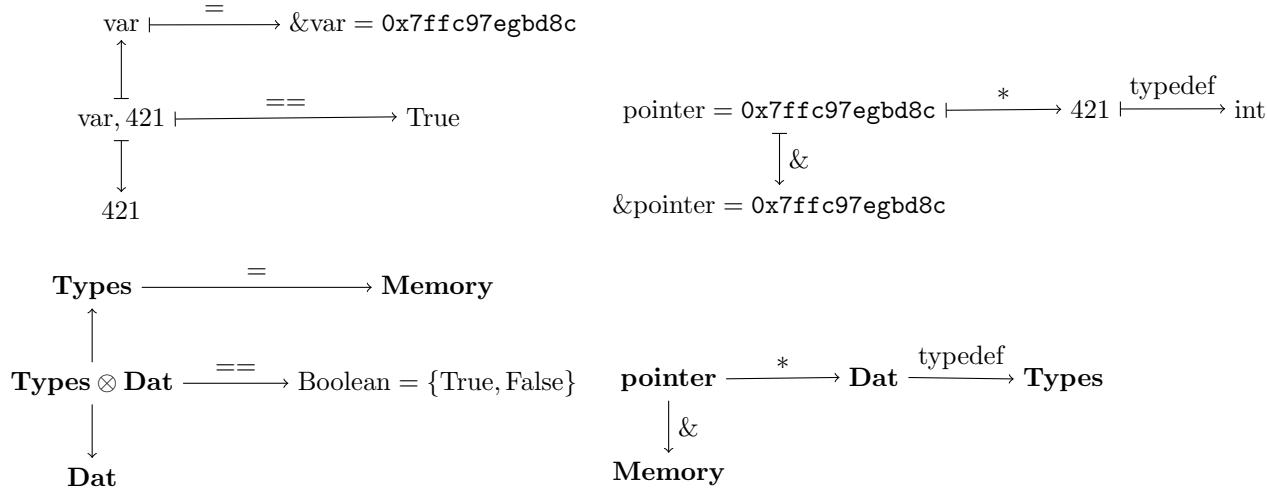 var = &var = 0x7ffc97egbd8c
var, 421 == True
421
pointer = 0x7ffc97egbd8c * 421 typedef int
&
&pointer = 0x7ffc97egbd8c
Types = Memory
Types ⊗ Dat == Boolean = {True, False}
Dat
pointer * Dat typedef Types
&
Memory